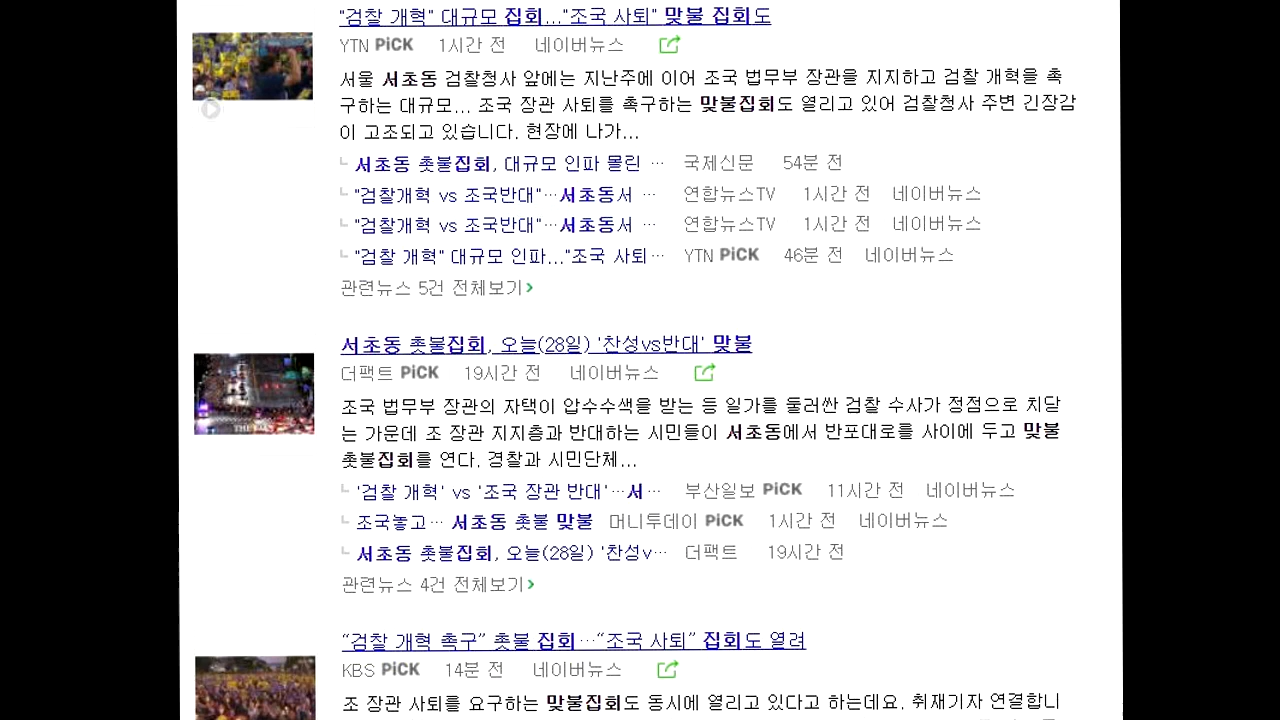 "검찰 개혁" 대규모 집회..."조국 사퇴" 맞불 집회도
YTN PiCK 1시간 전 네이버뉴스
서울 서초동 검찰청사 앞에는 지난주에 이어 조국 법무부 장관을 지지하고 검찰 개혁을 촉
구하는 대규모... 조국 장관 사퇴를 촉구하는 맞불집회도 열리고 있어 검찰청사 주변 긴장감
이 고조되고 있습니다. 현장에 나가...
서초동 촛불집회, 대규모 인파 몰린 ··· 국제신문 54분 전
"검찰개혁 vs 조국반대"···서초동서 ··· 연합뉴스TV 1시간 전 네이버뉴스
"검찰개혁 vs 조국반대"···서초동서 ··· 연합뉴스TV 1시간 전 네이버뉴스
"검찰 개혁" 대규모 인파..."조국 사퇴··· YTN PiCK 46분 전 네이버뉴스
관련뉴스 5건 전체보기>
서초동 촛불집회, 오늘(28일) '찬성vs반대' 맞불
더팩트 PiCK 19시간 전 네이버뉴스
조국 법무부 장관의 자택이 압수수색을 받는 등 일가를 둘러싼 검찰 수사가 정점으로 치닫
는 가운데 조 장관 지지층과 반대하는 시민들이 서초동에서 반포대로를 사이에 두고 맞불
촛불집회를 연다. 경찰과 시민단체...
'검찰 개혁' vs '조국 장관 반대'···서··· 부산일보 PiCK 11시간 전 네이버뉴스
조국놓고··· 서초동 촛불 맞불 머니투데이 PiCK 1시간 전 네이버뉴스
서초동 촛불집회, 오늘(28일) '찬성v··· 더팩트 19시간 전
관련뉴스 4건 전체보기>
“검찰 개혁 촉구” 촛불 집회···“조국 사퇴” 집회도 열려
KBS PiCK 14분 전 네이버뉴스
조 장관 사퇴를 요구하는 맞불집회도 동시에 열리고 있다고 하는데요. 취재기자 연결합니